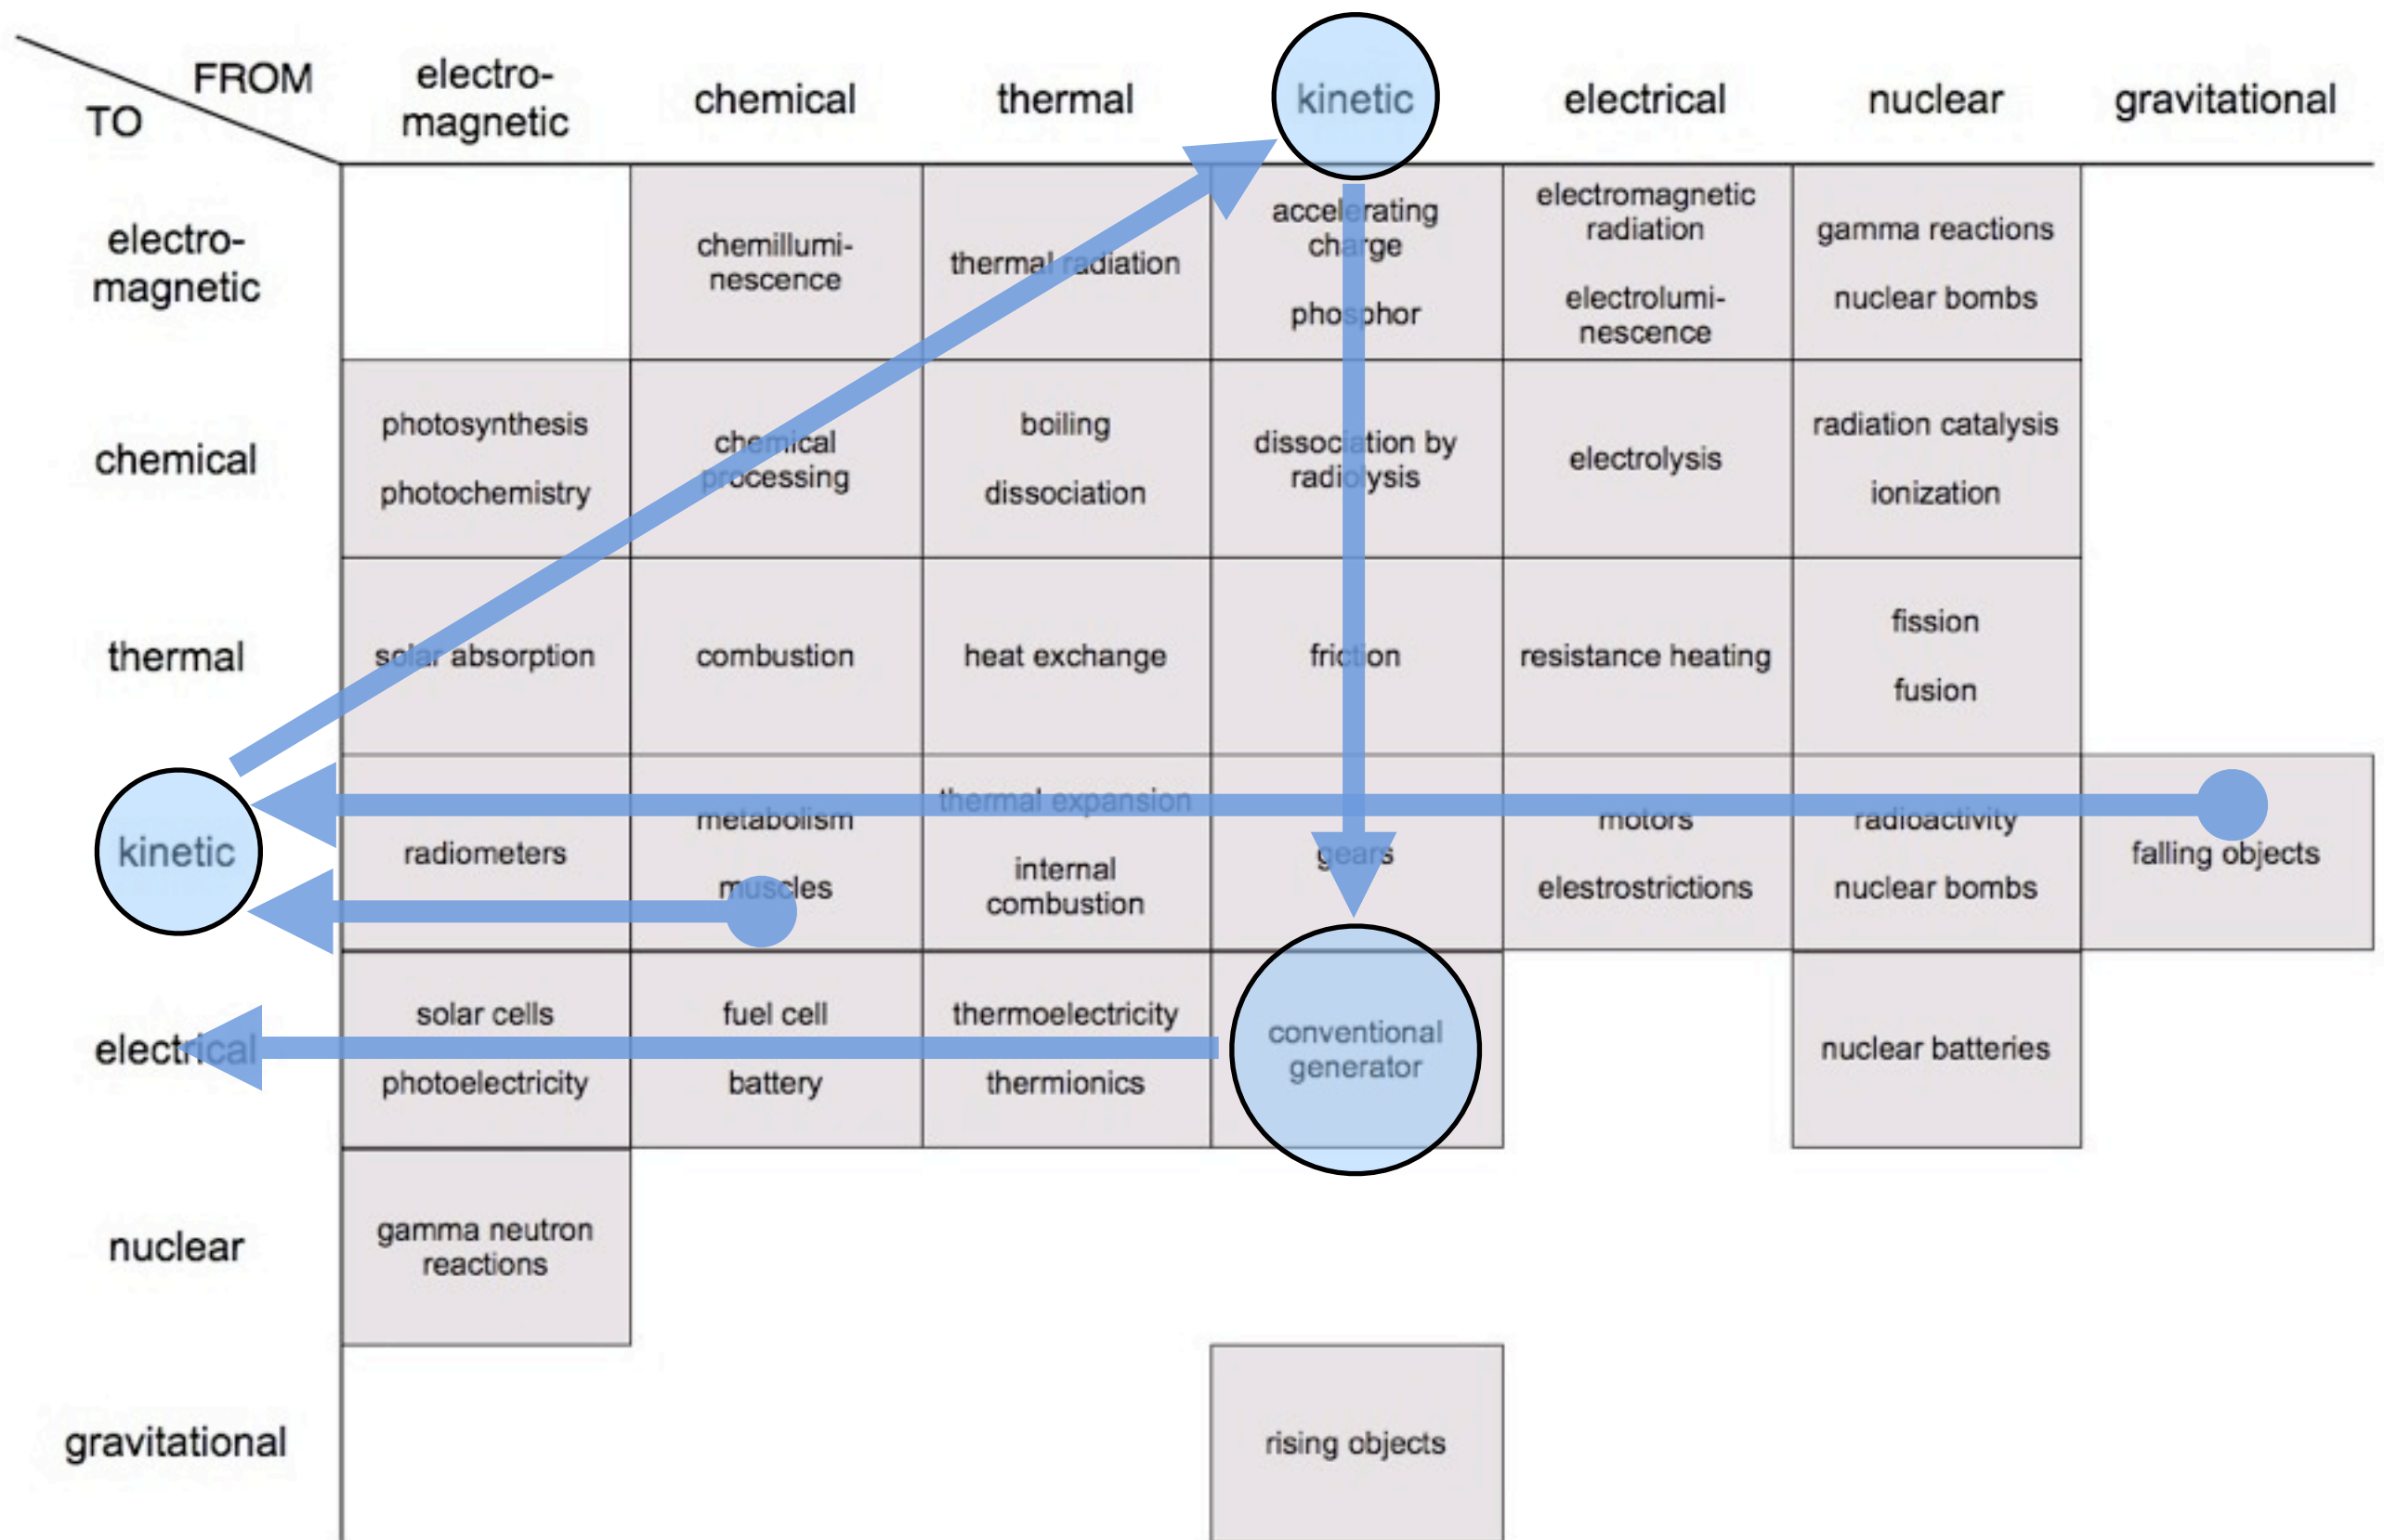 FROM
TO
electro-
magnetic
chemical
thermal
kinetic
electrical
nuclear
gravitational
electro-
magnetic
chemillumi-
nescence
thermal radiation
accelerating
charge
phosphor
electromagnetic
radiation
electrolumi-
nescence
gamma reactions
nuclear bombs
chemical
photosynthesis
photochemistry
chemical
processing
boiling
dissociation
dissociation by
radiolysis
electrolysis
radiation catalysis
ionization
thermal
solar absorption
combustion
heat exchange
friction
resistance heating
fission
fusion
kinetic
radiometers
metabolism
muscles
thermal expansion
internal
combustion
gears
motors
elestrostrictions
radioactivity
nuclear bombs
falling objects
electrical
solar cells
photoelectricity
fuel cell
battery
thermoelectricity
thermionics
conventional
generator
nuclear batteries
nuclear
gamma neutron
reactions
gravitational
rising objects